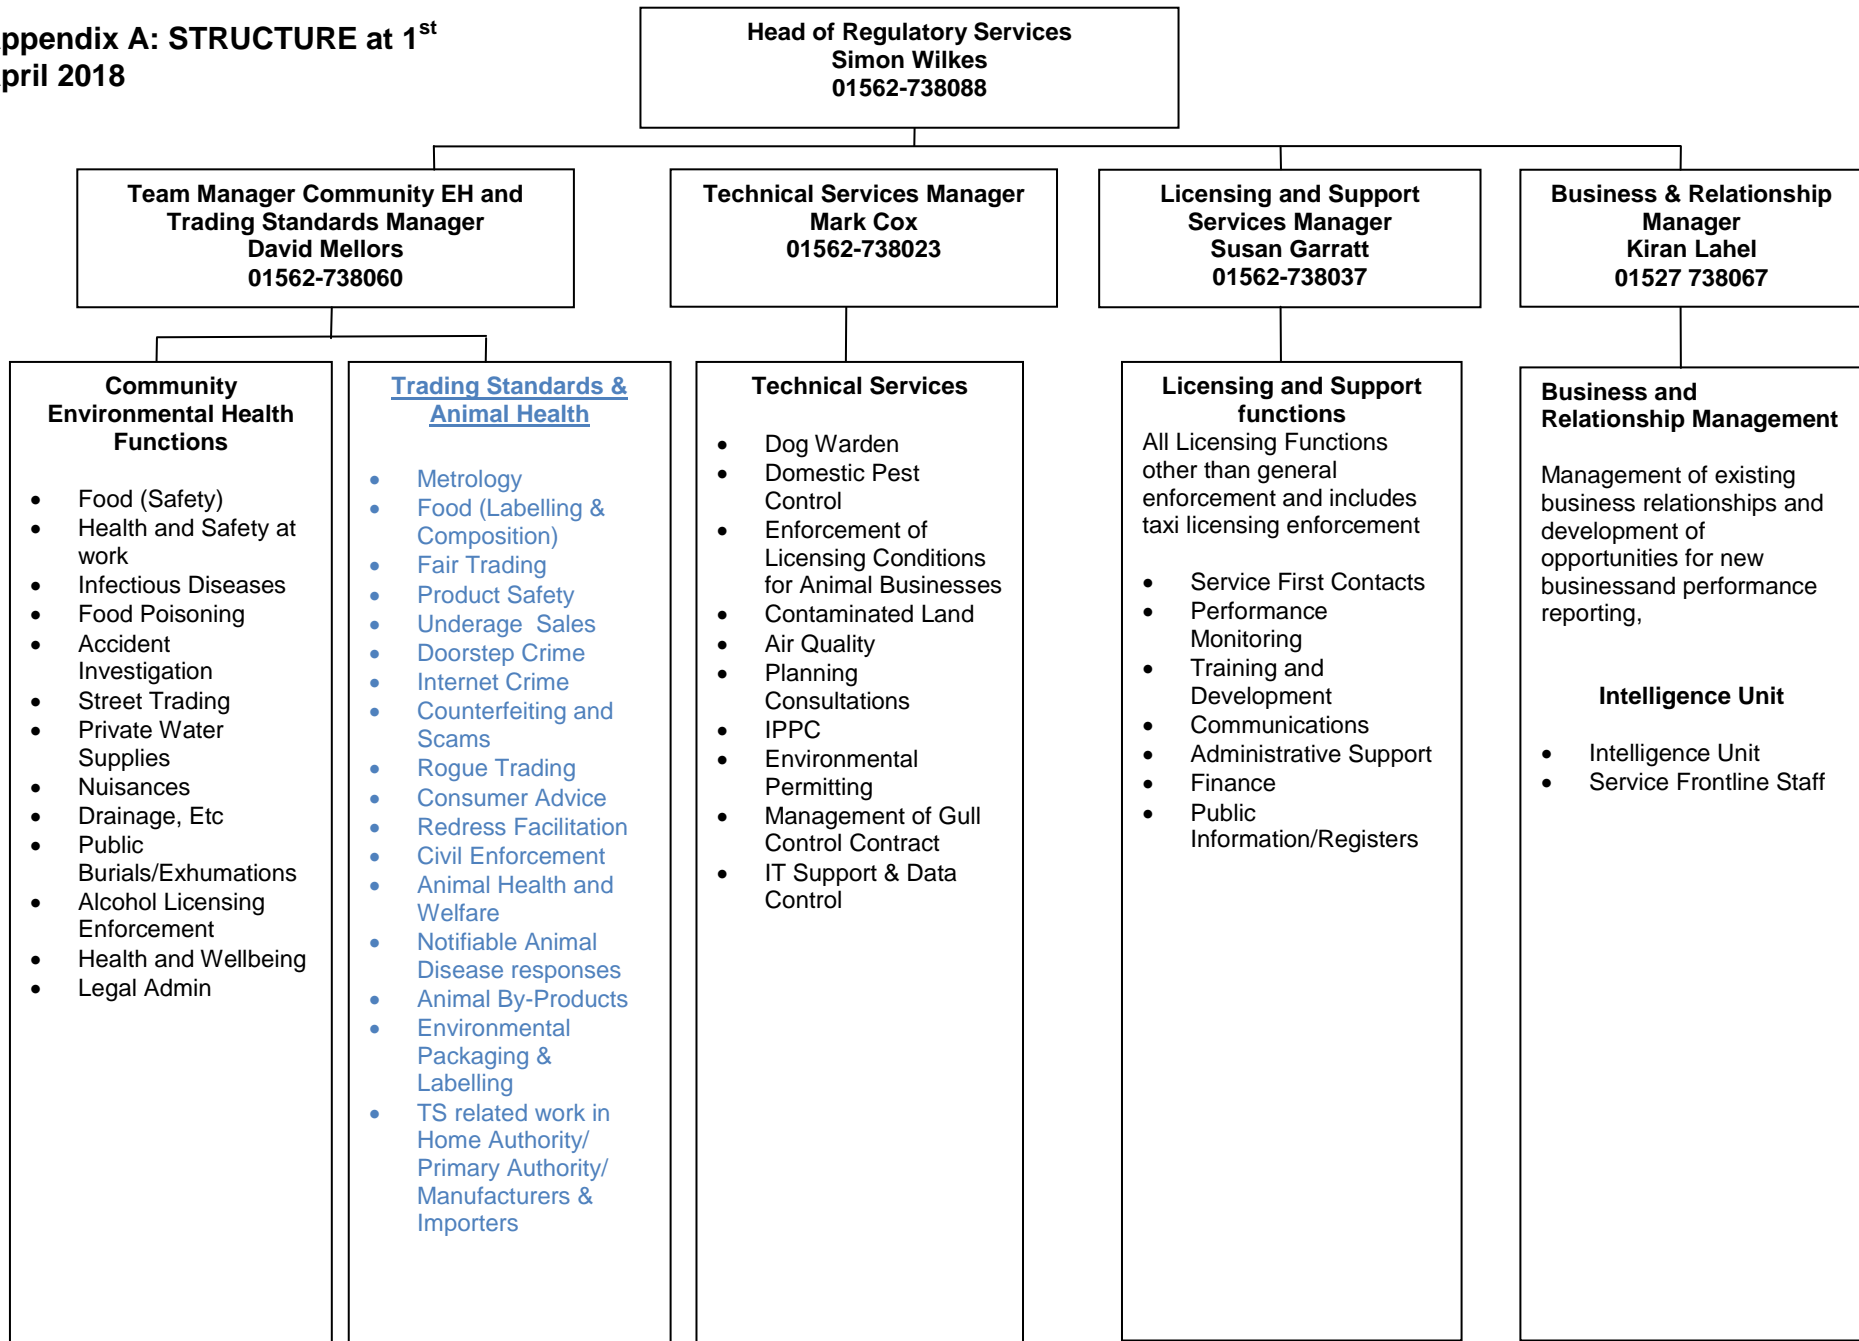 ppendix A: STRUCTURE at 1st
pril 2018
Head of Regulatory Services
Simon Wilkes
01562-738088
Team Manager Community EH and
Trading Standards Manager
David Mellors
01562-738060
Technical Services Manager
Mark Cox
01562-738023
Licensing and Support
Services Manager
Susan Garratt
01562-738037
Business & Relationship
Manager
Kiran Lahel
01527 738067
Community
Environmental Health
Functions
• Food (Safety)
• Health and Safety at
work
• Infectious Diseases
• Food Poisoning
• Accident
Investigation
• Street Trading
• Private Water
Supplies
• Nuisances
• Drainage, Etc
• Public
Burials/Exhumations
• Alcohol Licensing
Enforcement
• Health and Wellbeing
• Legal Admin
Trading Standards &
Animal Health
• Metrology
• Food (Labelling &
Composition)
• Fair Trading
• Product Safety
• Underage  Sales
• Doorstep Crime
• Internet Crime
• Counterfeiting and
Scams
• Rogue Trading
• Consumer Advice
• Redress Facilitation
• Civil Enforcement
• Animal Health and
Welfare
• Notifiable Animal
Disease responses
• Animal By-Products
• Environmental
Packaging &
Labelling
• TS related work in
Home Authority/
Primary Authority/
Manufacturers &
Importers
Technical Services
• Dog Warden
• Domestic Pest
Control
• Enforcement of
Licensing Conditions
for Animal Businesses
• Contaminated Land
• Air Quality
• Planning
Consultations
• IPPC
• Environmental
Permitting
• Management of Gull
Control Contract
• IT Support & Data
Control
Licensing and Support
functions
All Licensing Functions
other than general
enforcement and includes
taxi licensing enforcement
• Service First Contacts
• Performance
Monitoring
• Training and
Development
• Communications
• Administrative Support
• Finance
• Public
Information/Registers
Business and
Relationship Management
Management of existing
business relationships and
development of
opportunities for new
businessand performance
reporting,
Intelligence Unit
• Intelligence Unit
• Service Frontline Staff